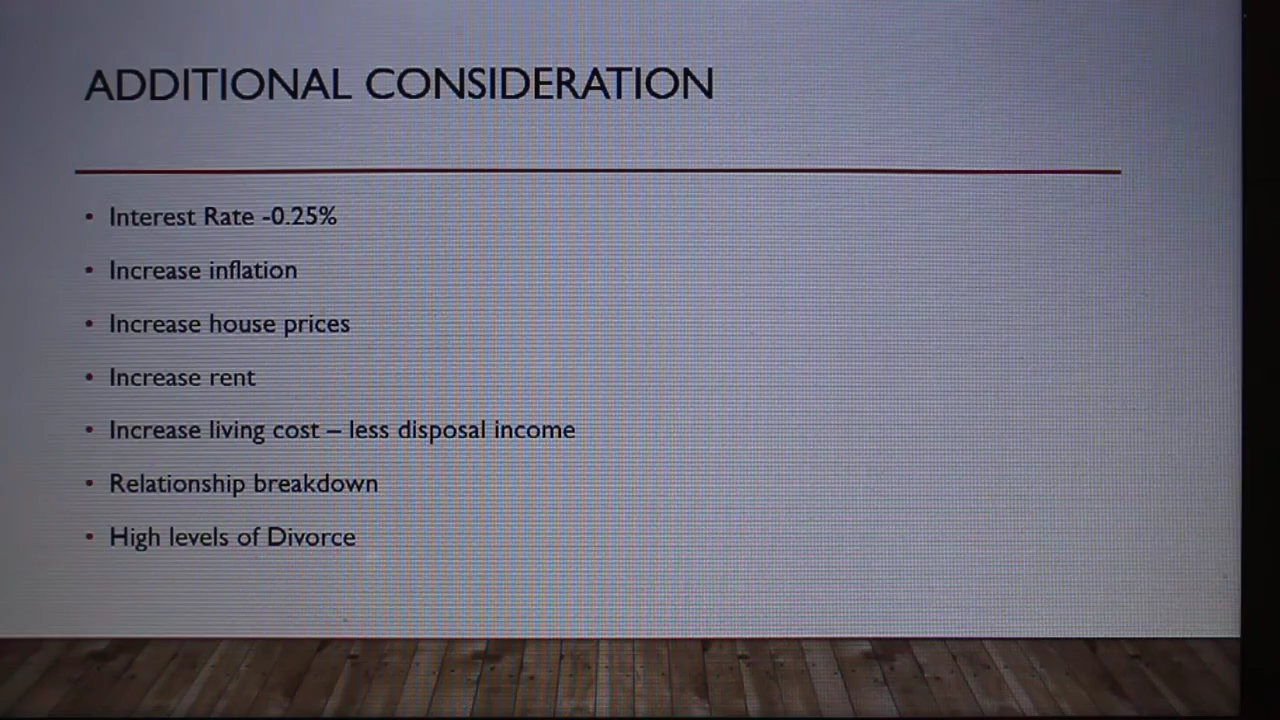 ADDITIONAL CONSIDERATION
• Interest Rate -0.25%
• Increase inflation
• Increase house prices
• Increase rent
• Increase living cost – less disposal income
• Relationship breakdown
• High levels of Divorce